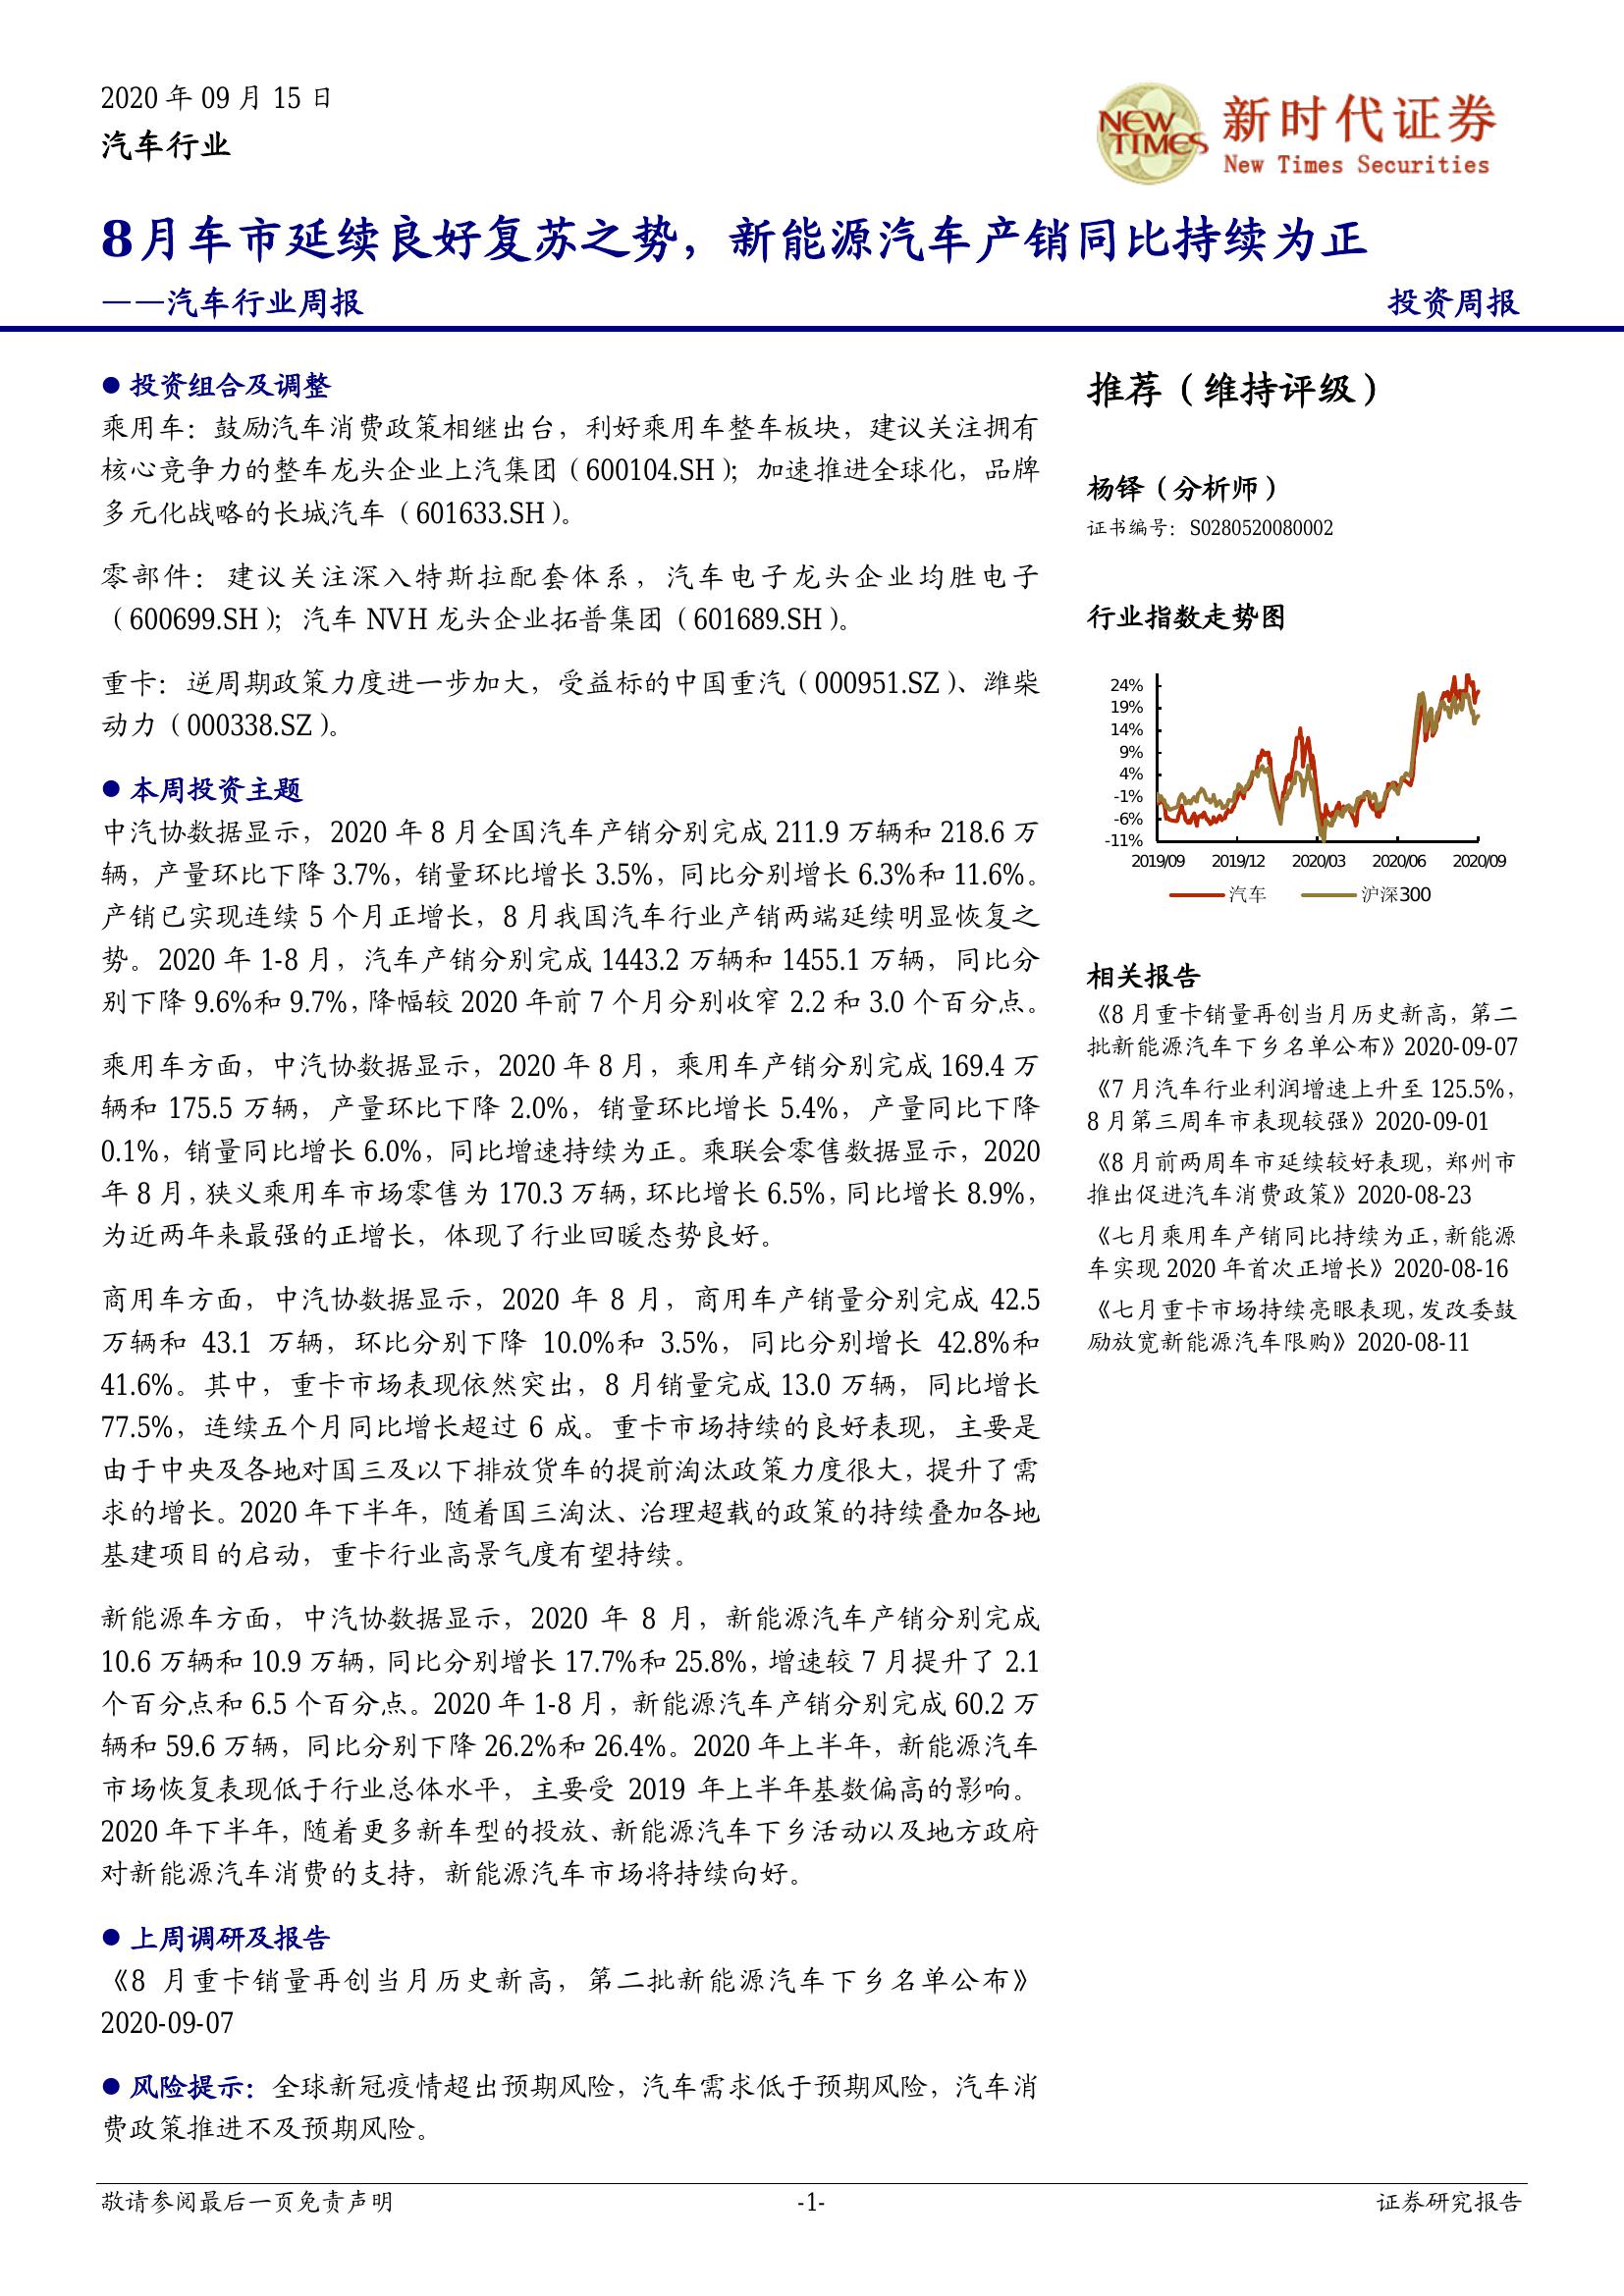 2020 年 09 月 15 日
汽车行业
NEW TIMES
新时代证券
New Times Securities
8月车市延续良好复苏之势，新能源汽车产销同比持续为正
——汽车行业周报
投资周报
● 投资组合及调整
乘用车：鼓励汽车消费政策相继出台，利好乘用车整车板块，建议关注拥有
核心竞争力的整车龙头企业上汽集团（600104.SH）；加速推进全球化，品牌
多元化战略的长城汽车（601633.SH）。
零部件：建议关注深入特斯拉配套体系，汽车电子龙头企业均胜电子
（600699.SH）；汽车 NVH 龙头企业拓普集团（601689.SH）。
重卡：逆周期政策力度进一步加大，受益标的中国重汽（000951.SZ）、潍柴
动力（000338.SZ）。
● 本周投资主题
中汽协数据显示，2020 年 8 月全国汽车产销分别完成 211.9 万辆和 218.6 万
辆，产量环比下降 3.7%，销量环比增长 3.5%，同比分别增长 6.3%和 11.6%。
产销已实现连续 5 个月正增长，8 月我国汽车行业产销两端延续明显恢复之
势。2020 年 1-8 月，汽车产销分别完成 1443.2 万辆和 1455.1 万辆，同比分
别下降 9.6%和 9.7%，降幅较 2020 年前 7 个月分别收窄 2.2 和 3.0 个百分点。
乘用车方面，中汽协数据显示，2020 年 8 月，乘用车产销分别完成 169.4 万
辆和 175.5 万辆，产量环比下降 2.0%，销量环比增长 5.4%，产量同比下降
0.1%，销量同比增长 6.0%，同比增速持续为正。乘联会零售数据显示，2020
年 8 月，狭义乘用车市场零售为 170.3 万辆，环比增长 6.5%，同比增长 8.9%，
为近两年来最强的正增长，体现了行业回暖态势良好。
商用车方面，中汽协数据显示，2020 年 8 月，商用车产销量分别完成 42.5
万辆和 43.1 万辆，环比分别下降 10.0%和 3.5%，同比分别增长 42.8%和
41.6%。其中，重卡市场表现依然突出，8 月销量完成 13.0 万辆，同比增长
77.5%，连续五个月同比增长超过 6 成。重卡市场持续的良好表现，主要是
由于中央及各地对国三及以下排放货车的提前淘汰政策力度很大，提升了需
求的增长。2020 年下半年，随着国三淘汰、治理超载的政策的持续叠加各地
基建项目的启动，重卡行业高景气度有望持续。
新能源车方面，中汽协数据显示，2020 年 8 月，新能源汽车产销分别完成
10.6 万辆和 10.9 万辆，同比分别增长 17.7%和 25.8%，增速较 7 月提升了 2.1
个百分点和 6.5 个百分点。2020 年 1-8 月，新能源汽车产销分别完成 60.2 万
辆和 59.6 万辆，同比分别下降 26.2%和 26.4%。2020 年上半年，新能源汽车
市场恢复表现低于行业总体水平，主要受 2019 年上半年基数偏高的影响。
2020 年下半年，随着更多新车型的投放、新能源汽车下乡活动以及地方政府
对新能源汽车消费的支持，新能源汽车市场将持续向好。
● 上周调研及报告
《8 月重卡销量再创当月历史新高，第二批新能源汽车下乡名单公布》
2020-09-07
● 风险提示：全球新冠疫情超出预期风险，汽车需求低于预期风险，汽车消
费政策推进不及预期风险。
推荐（维持评级）
杨铎（分析师）
证书编号：S0280520080002
行业指数走势图
24%
19%
14%
9%
4%
-1%
-6%
-11%
2019/09 2019/12 2020/03 2020/06 2020/09
汽车 沪深300
相关报告
《8 月重卡销量再创当月历史新高，第二
批新能源汽车下乡名单公布》2020-09-07
《7 月汽车行业利润增速上升至 125.5%，
8 月第三周车市表现较强》2020-09-01
《8 月前两周车市延续较好表现，郑州市
推出促进汽车消费政策》2020-08-23
《七月乘用车产销同比持续为正，新能源
车实现 2020 年首次正增长》2020-08-16
《七月重卡市场持续亮眼表现，发改委鼓
励放宽新能源汽车限购》2020-08-11
敬请参阅最后一页免责声明
-1-
证券研究报告